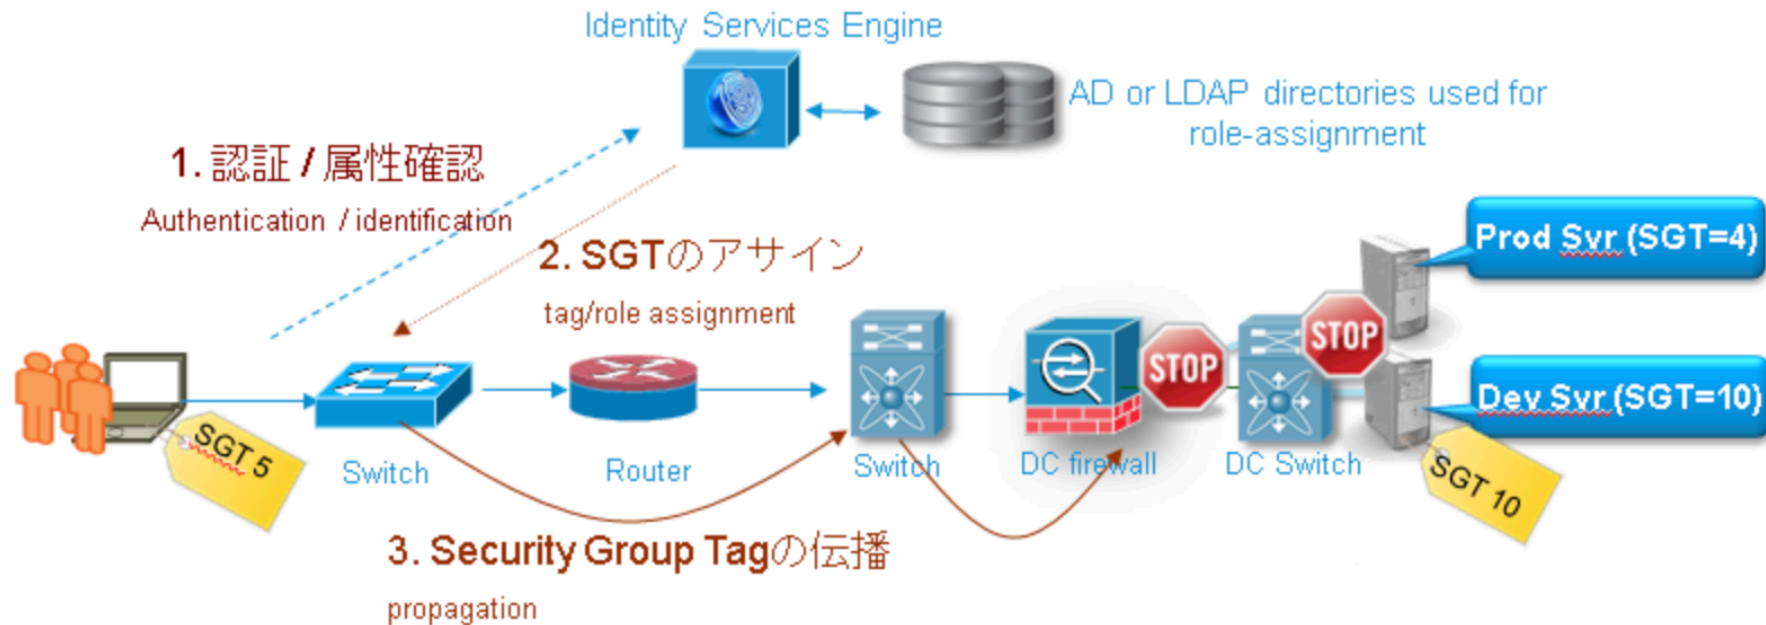 Identity Services Engine
AD or LDAP directories used for
role-assignment
1. 認証 / 属性確認
Authentication / identification
2. SGTのアサイン
tag/role assignment
Prod Svr (SGT=4)
STOP
STOP
Dev Svr (SGT=10)
SGT 5
SGT 10
Switch
Router
Switch
DC firewall
DC Switch
3. Security Group Tagの伝播
propagation